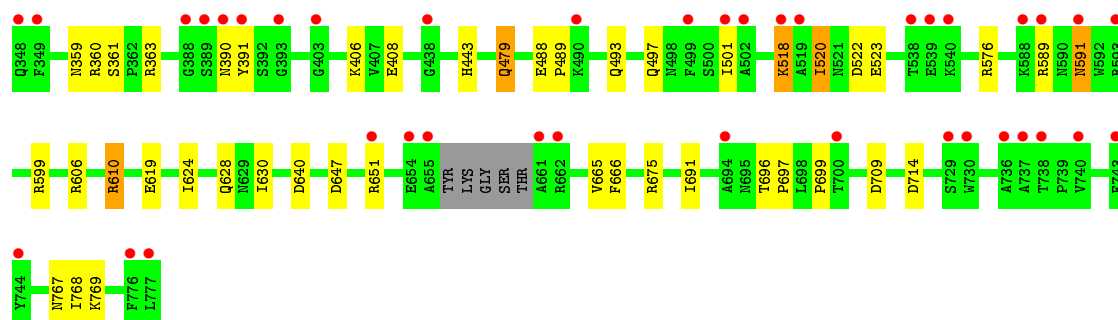 Q348 F349 N359 R360 S361 P362 R363 G388 S389 N390 Y391 S392 G393 G403 K406 V407 E408 G438 H443 Q479 E488 P489 K490 Q493 Q497 N498 F499 S500 I501 A502 K518 A519 I520 N521 D522 E523 T538 E539 K540 R576 K588 R589 N590 N591 W592
R599 R606 R610 E619 I624 Q628 N629 I630 D640 D647 R651 E654 A655 TYR LYS GLY SER THR A661 R662 V665 F666 R675 I691 A694 N695 T696 P697 L698 P699 T700 D709 D714 S729 W730 A736 A737 T738 P739 V740
Y744 N767 I768 K769 F776 L777